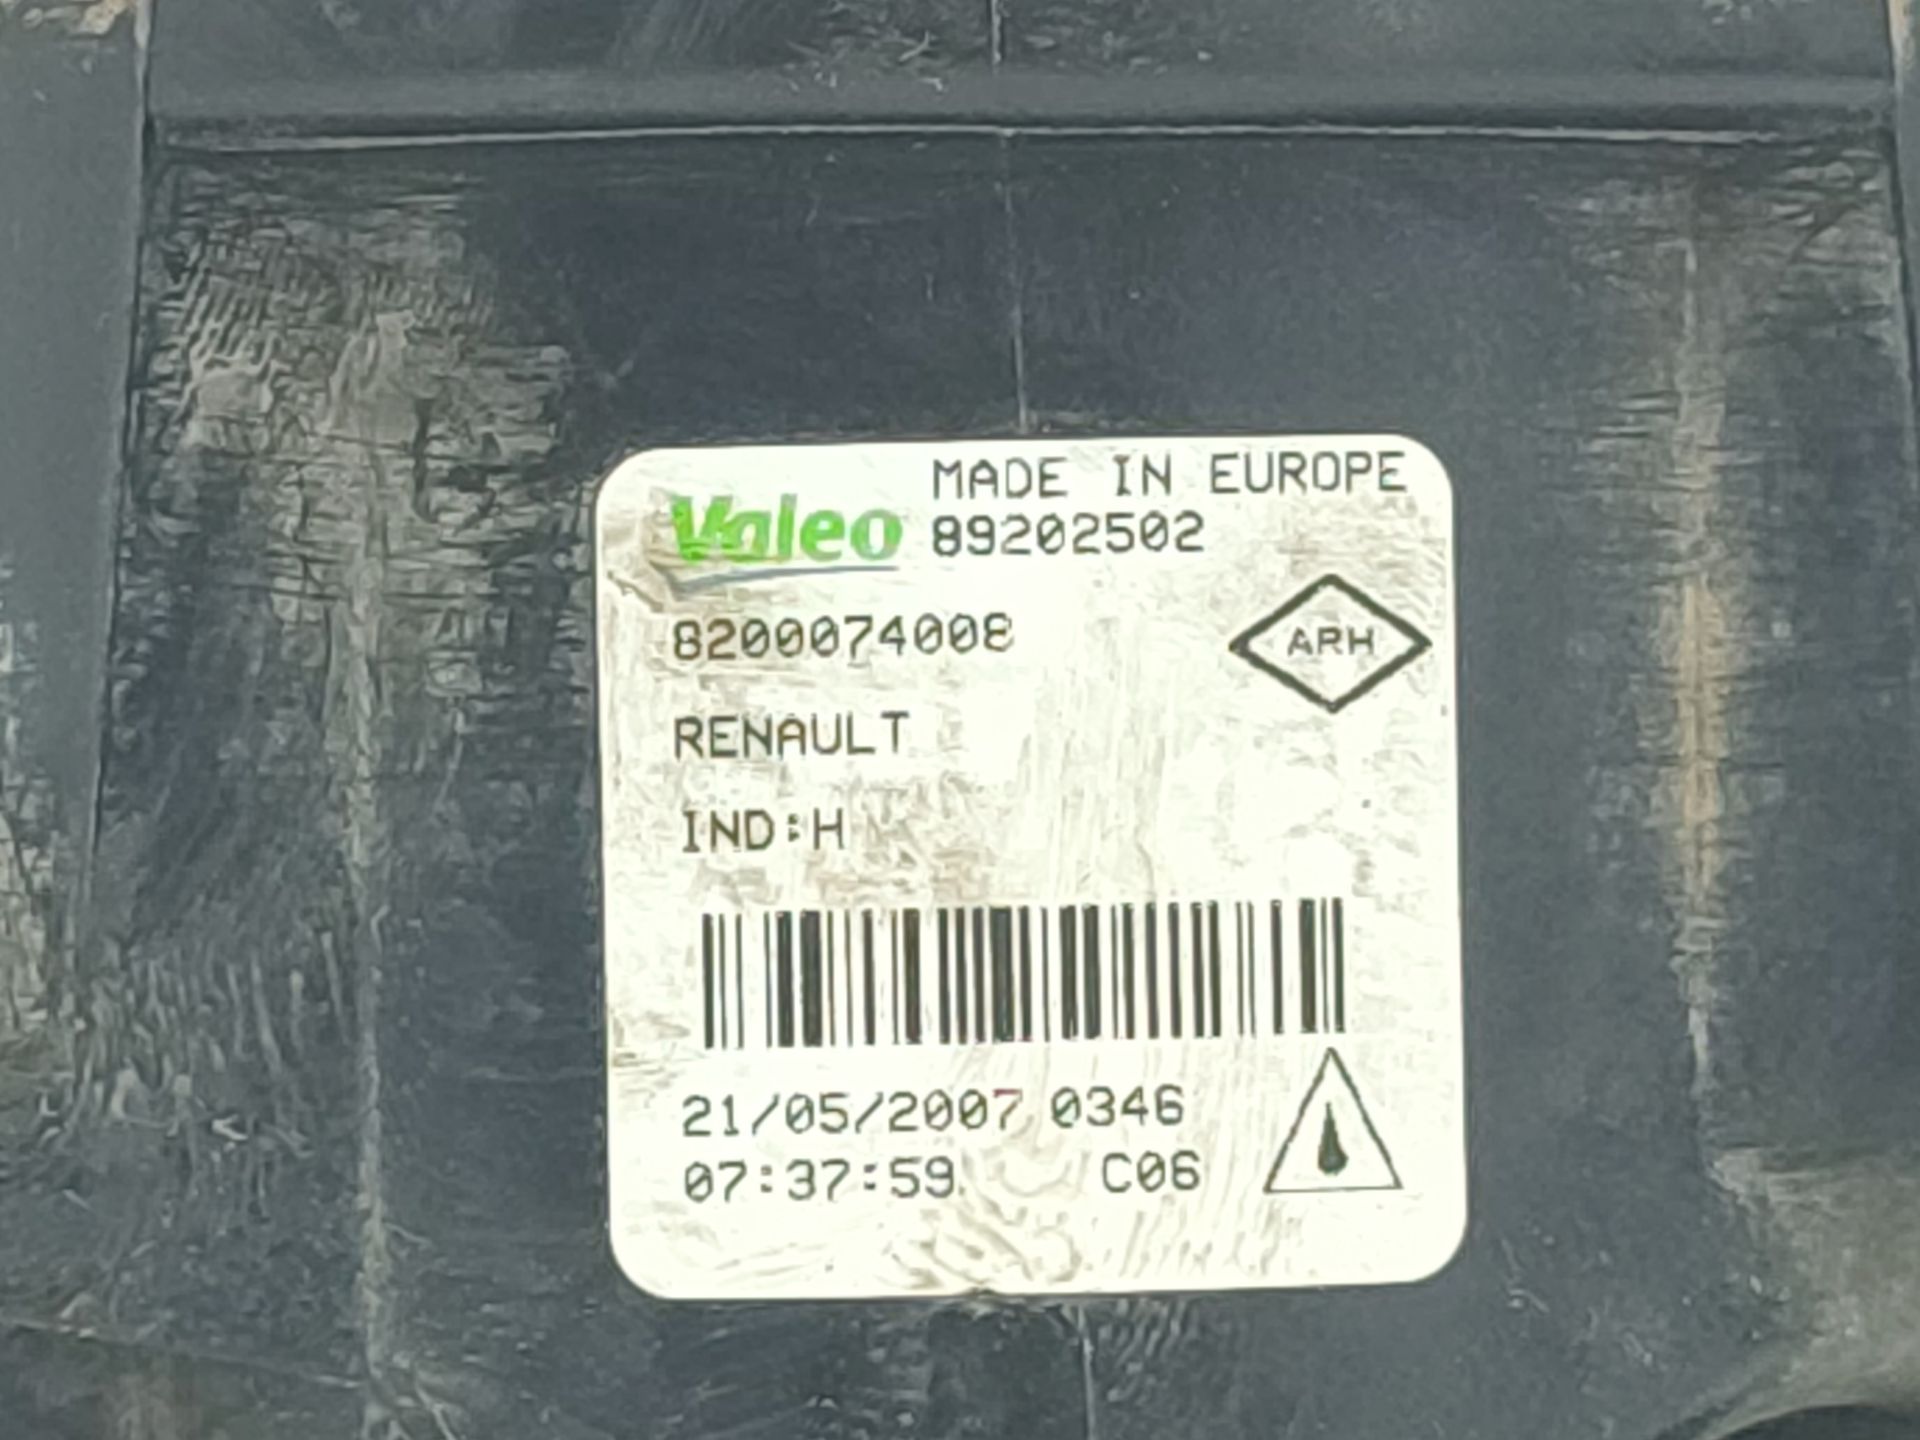 Valeo MADE IN EUROPE
89202502
8200074008
ARH
RENAULT
IND:H
21/05/2007 0346
07:37:59 C06